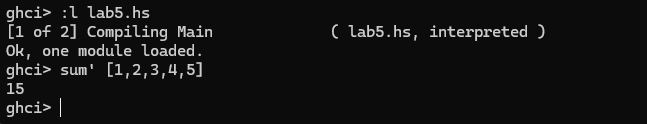 ghci> :l lab5.hs
[1 of 2] Compiling Main             ( lab5.hs, interpreted )
Ok, one module loaded.
ghci> sum' [1,2,3,4,5]
15
ghci>